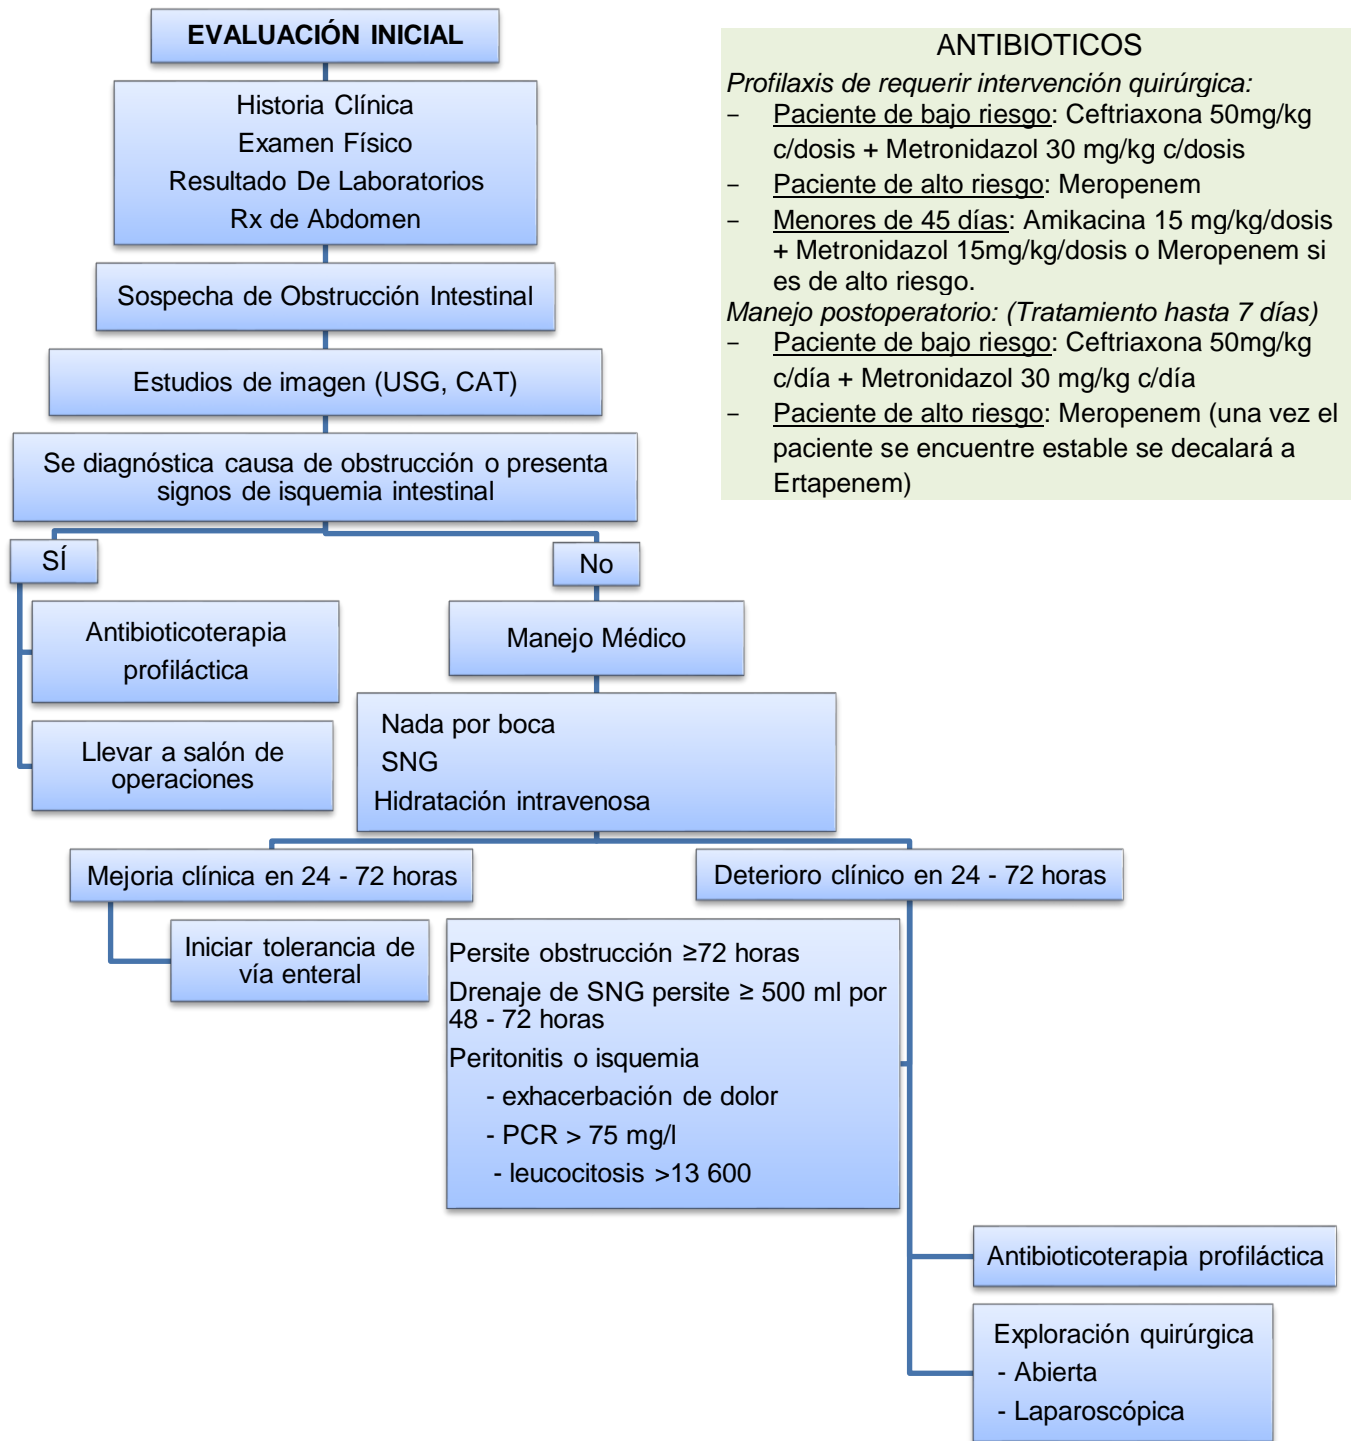 EVALUACIÓN INICIAL
Historia Clínica
Examen Físico
Resultado De Laboratorios
Rx de Abdomen
Sospecha de Obstrucción Intestinal
Estudios de imagen (USG, CAT)
Se diagnóstica causa de obstrucción o presenta
signos de isquemia intestinal
SÍ
Antibioticoterapia
profiláctica
Llevar a salón de
operaciones
No
Manejo Médico
Nada por boca
SNG
Hidratación intravenosa
Mejoria clínica en 24 - 72 horas
Iniciar tolerancia de
vía enteral
Deterioro clínico en 24 - 72 horas
Persite obstrucción ≥72 horas
Drenaje de SNG persite ≥ 500 ml por
48 - 72 horas
Peritonitis o isquemia
- exhacerbación de dolor
- PCR > 75 mg/l
- leucocitosis >13 600
Antibioticoterapia profiláctica
Exploración quirúrgica
- Abierta
- Laparoscópica
ANTIBIOTICOS
Profilaxis de requerir intervención quirúrgica:
- Paciente de bajo riesgo: Ceftriaxona 50mg/kg
c/dosis + Metronidazol 30 mg/kg c/dosis
- Paciente de alto riesgo: Meropenem
- Menores de 45 días: Amikacina 15 mg/kg/dosis
+ Metronidazol 15mg/kg/dosis o Meropenem si
es de alto riesgo.
Manejo postoperatorio: (Tratamiento hasta 7 días)
- Paciente de bajo riesgo: Ceftriaxona 50mg/kg
c/día + Metronidazol 30 mg/kg c/día
- Paciente de alto riesgo: Meropenem (una vez el
paciente se encuentre estable se decalará a
Ertapenem)